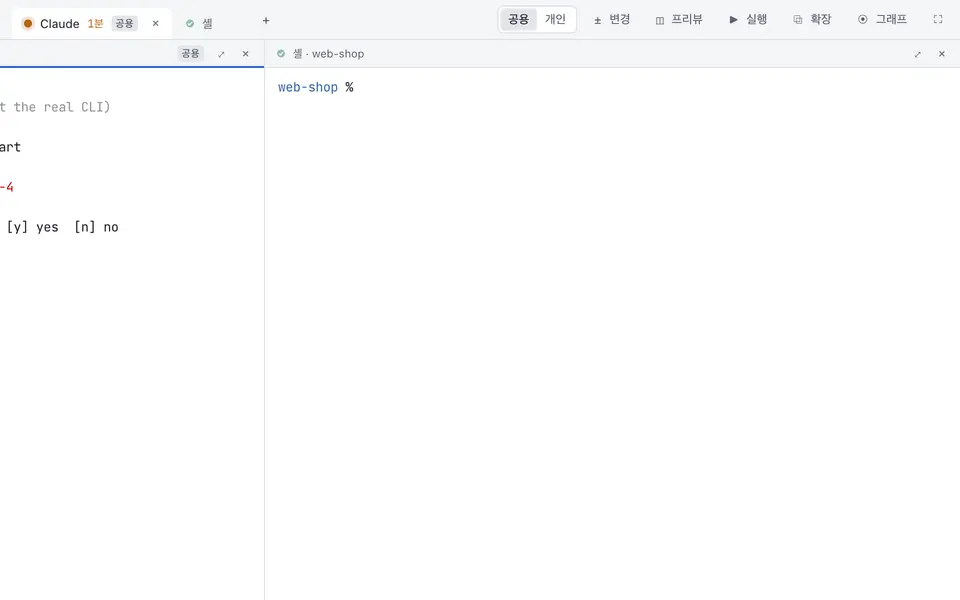 Claude 1분 공용 × 셸 +
공용 개인 ± 변경 프리뷰 실행 확장 그래프
공용
셸 · web-shop
t the real CLI)
art
-4
[y] yes [n] no
web-shop %